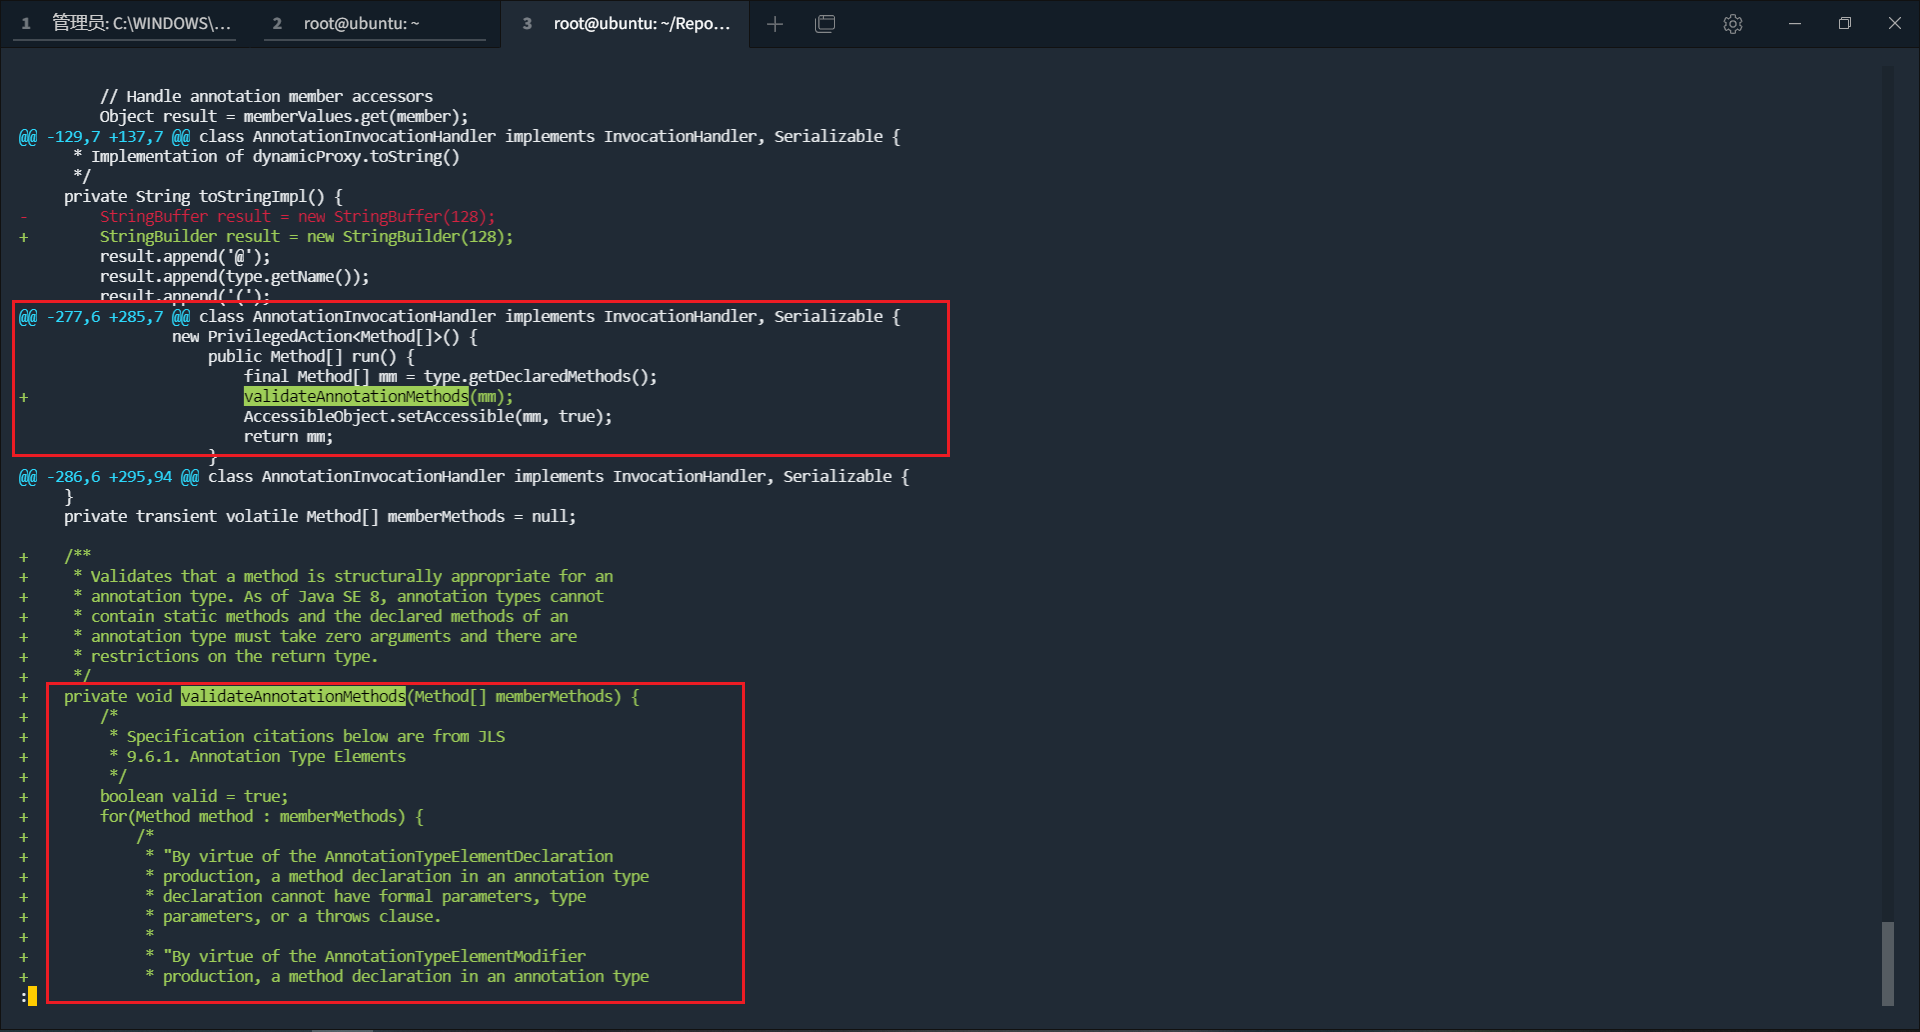 1 管理员: C:\WINDOWS\... 2 root@ubuntu: ~ 3 root@ubuntu: ~/Repo...
        // Handle annotation member accessors
        Object result = memberValues.get(member);
@@ -129,7 +137,7 @@ class AnnotationInvocationHandler implements InvocationHandler, Serializable {
      * Implementation of dynamicProxy.toString()
      */
     private String toStringImpl() {
-        StringBuffer result = new StringBuffer(128);
+        StringBuilder result = new StringBuilder(128);
         result.append('@');
         result.append(type.getName());
         result.append('(');
@@ -277,6 +285,7 @@ class AnnotationInvocationHandler implements InvocationHandler, Serializable {
                 new PrivilegedAction<Method[]>() {
                     public Method[] run() {
                         final Method[] mm = type.getDeclaredMethods();
+                        validateAnnotationMethods(mm);
                         AccessibleObject.setAccessible(mm, true);
                         return mm;
                     }
@@ -286,6 +295,94 @@ class AnnotationInvocationHandler implements InvocationHandler, Serializable {
     }
     private transient volatile Method[] memberMethods = null;
+    /**
+     * Validates that a method is structurally appropriate for an
+     * annotation type. As of Java SE 8, annotation types cannot
+     * contain static methods and the declared methods of an
+     * annotation type must take zero arguments and there are
+     * restrictions on the return type.
+     */
+    private void validateAnnotationMethods(Method[] memberMethods) {
+        /*
+         * Specification citations below are from JLS
+         * 9.6.1. Annotation Type Elements
+         */
+        boolean valid = true;
+        for(Method method : memberMethods) {
+            /*
+             * "By virtue of the AnnotationTypeElementDeclaration
+             * production, a method declaration in an annotation type
+             * declaration cannot have formal parameters, type
+             * parameters, or a throws clause.
+             *
+             * "By virtue of the AnnotationTypeElementModifier
+             * production, a method declaration in an annotation type
: